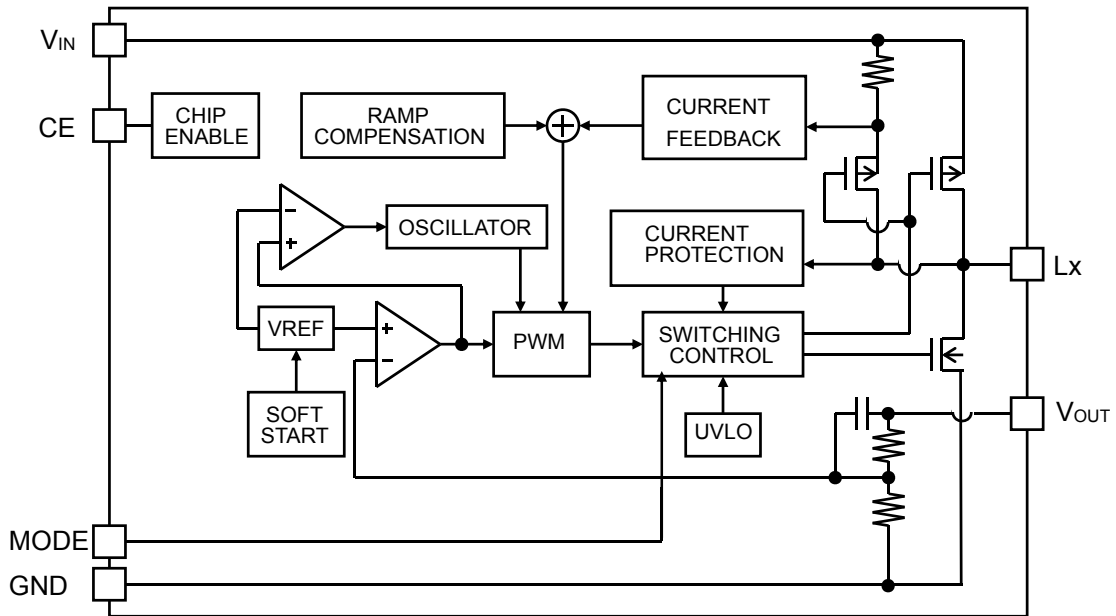 VIN
CE
CHIP
ENABLE
RAMP
COMPENSATION
+
CURRENT
FEEDBACK
−
+
OSCILLATOR
CURRENT
PROTECTION
Lx
VREF
+
−
PWM
SWITCHING
CONTROL
SOFT
START
UVLO
VOUT
MODE
GND